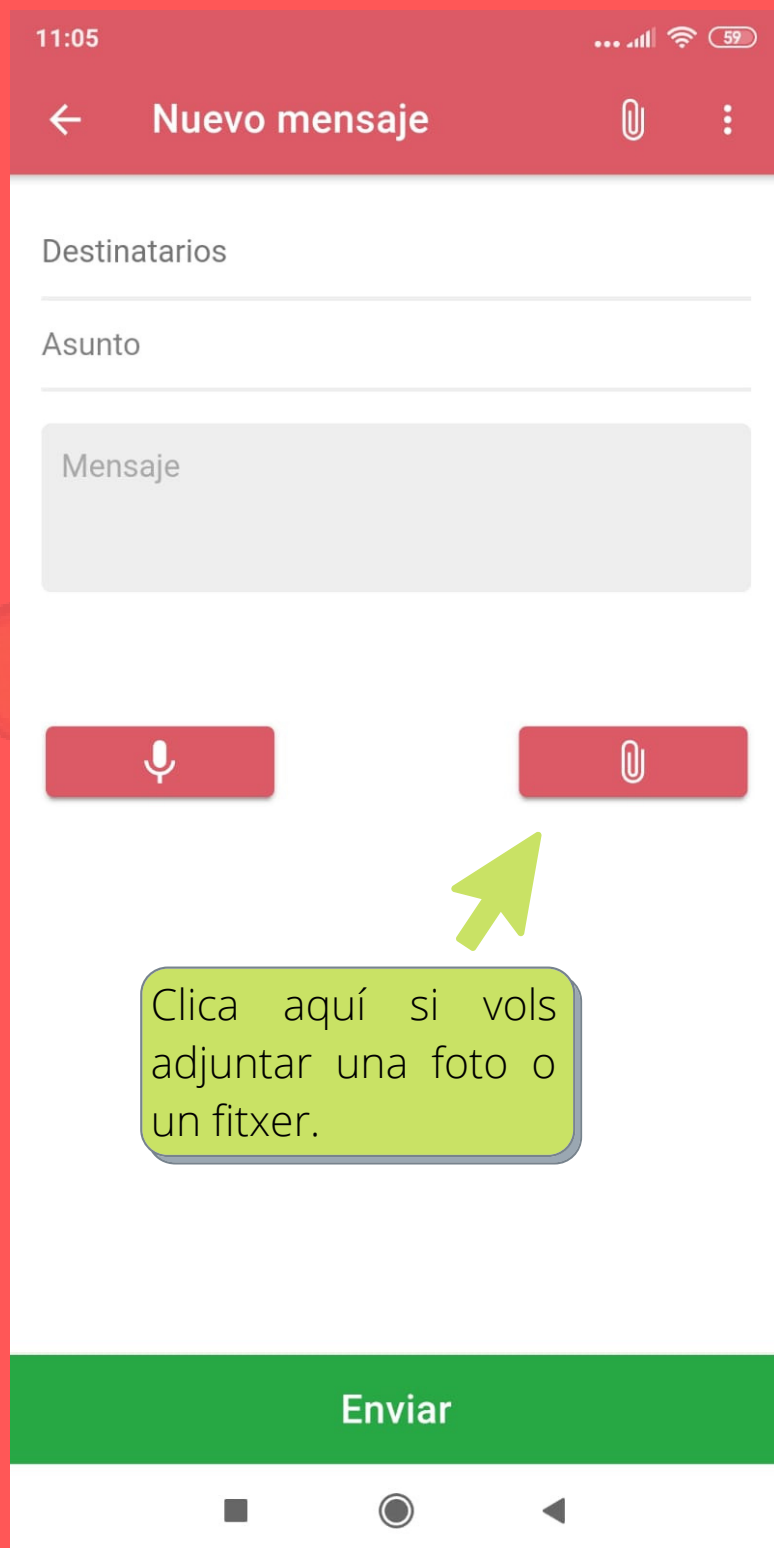 11:05
59
Nuevo mensaje
Destinatarios
Asunto
Mensaje
Clica aquí si vols
adjuntar una foto o
un fitxer.
Enviar